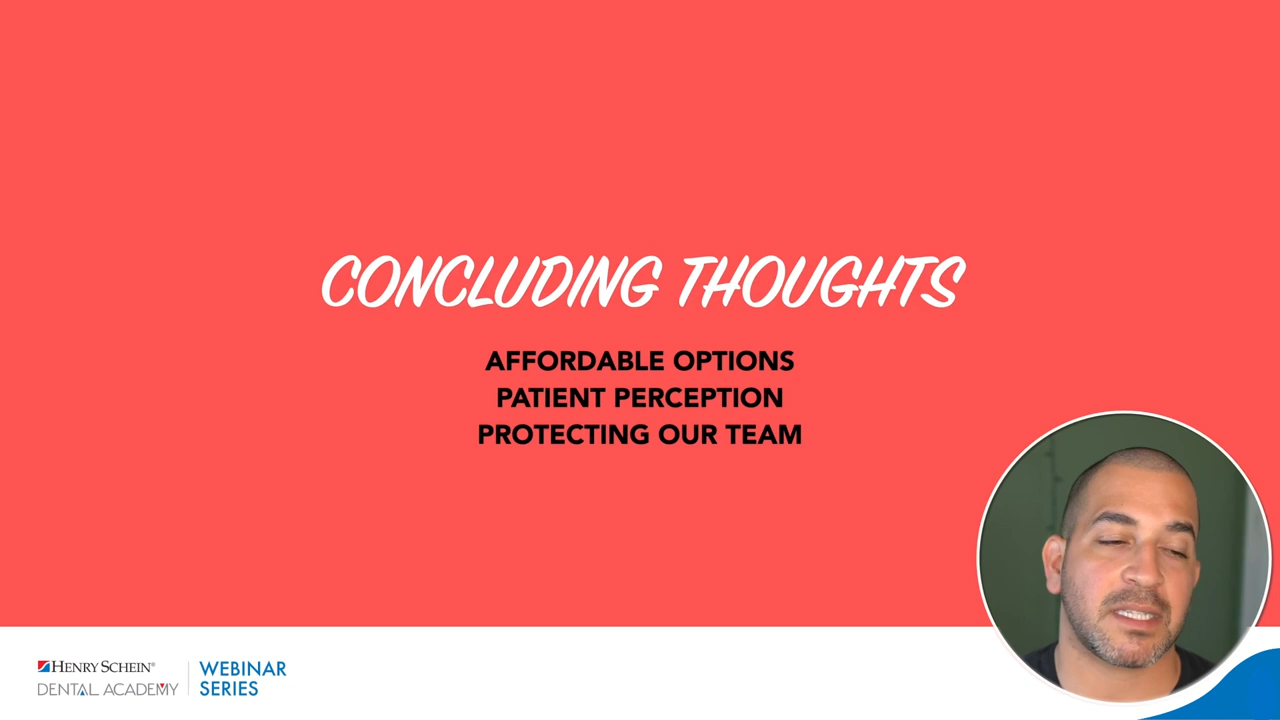 CONCLUDING THOUGHTS
AFFORDABLE OPTIONS
PATIENT PERCEPTION
PROTECTING OUR TEAM
HENRY SCHEIN®
DENTAL ACADEMY
WEBINAR
SERIES